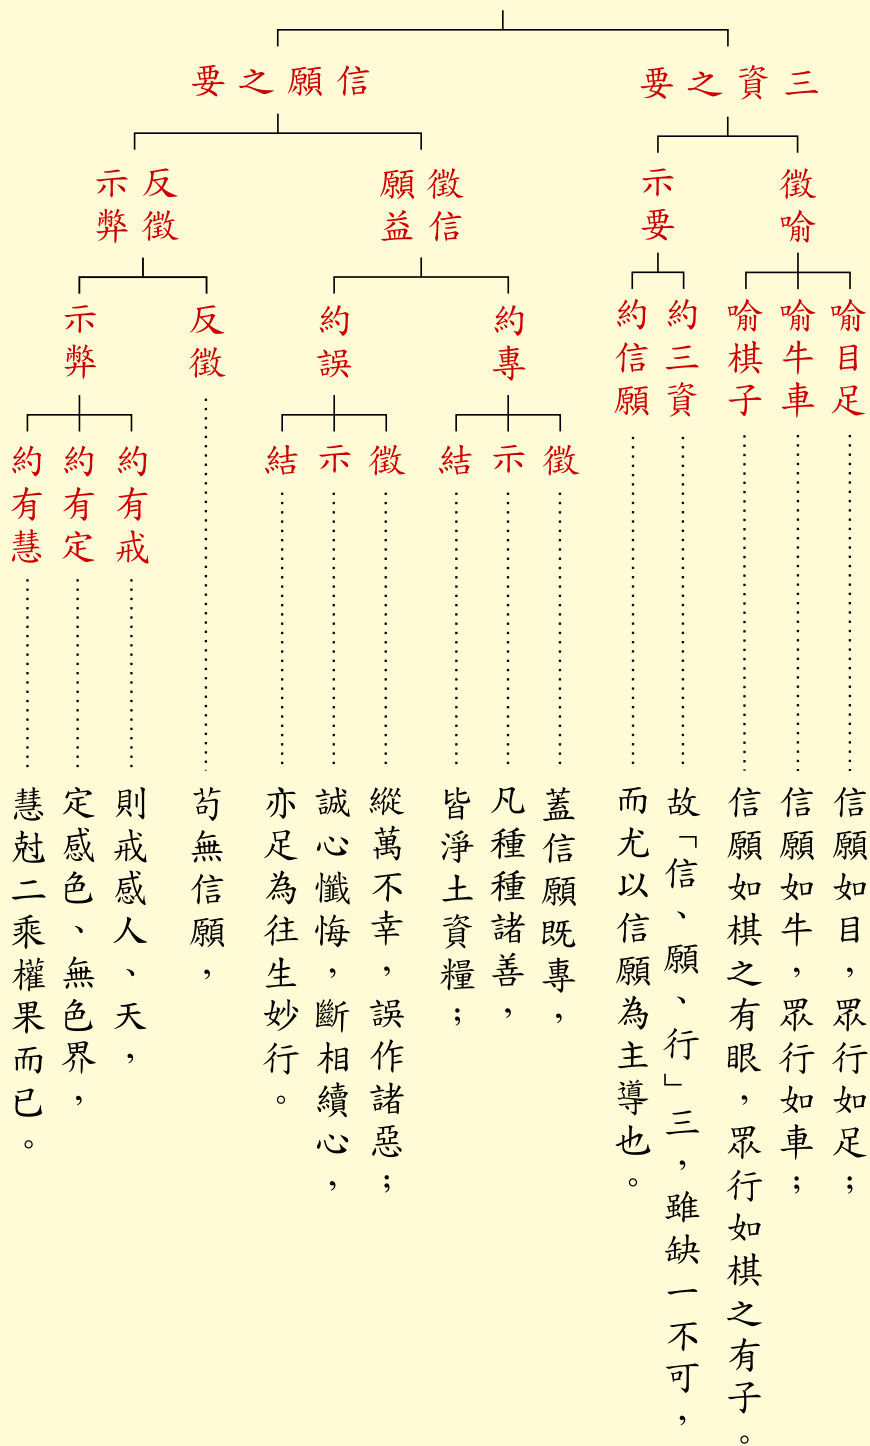 三資之要
信願之要
徵喻
示要
徵信
願益
反徵
示弊
喻目足
喻牛車
喻棋子
約三資
約信願
約專
約誤
反徵
示弊
徵
示
結
徵
示
結
約有戒
約有定
約有慧
信願如目，眾行如足；
信願如牛，眾行如車；
信願如棋之有眼，眾行如棋之有子。
故「信、願、行」三，雖缺一不可，
而尤以信願為主導也。
蓋信願既專，
凡種種諸善，
皆淨土資糧；
縱萬不幸，誤作諸惡；
誠心懺悔，斷相續心，
亦足為往生妙行。
苟無信願，
則戒感人、天，
定感色、無色界，
慧尅二乘權果而已。